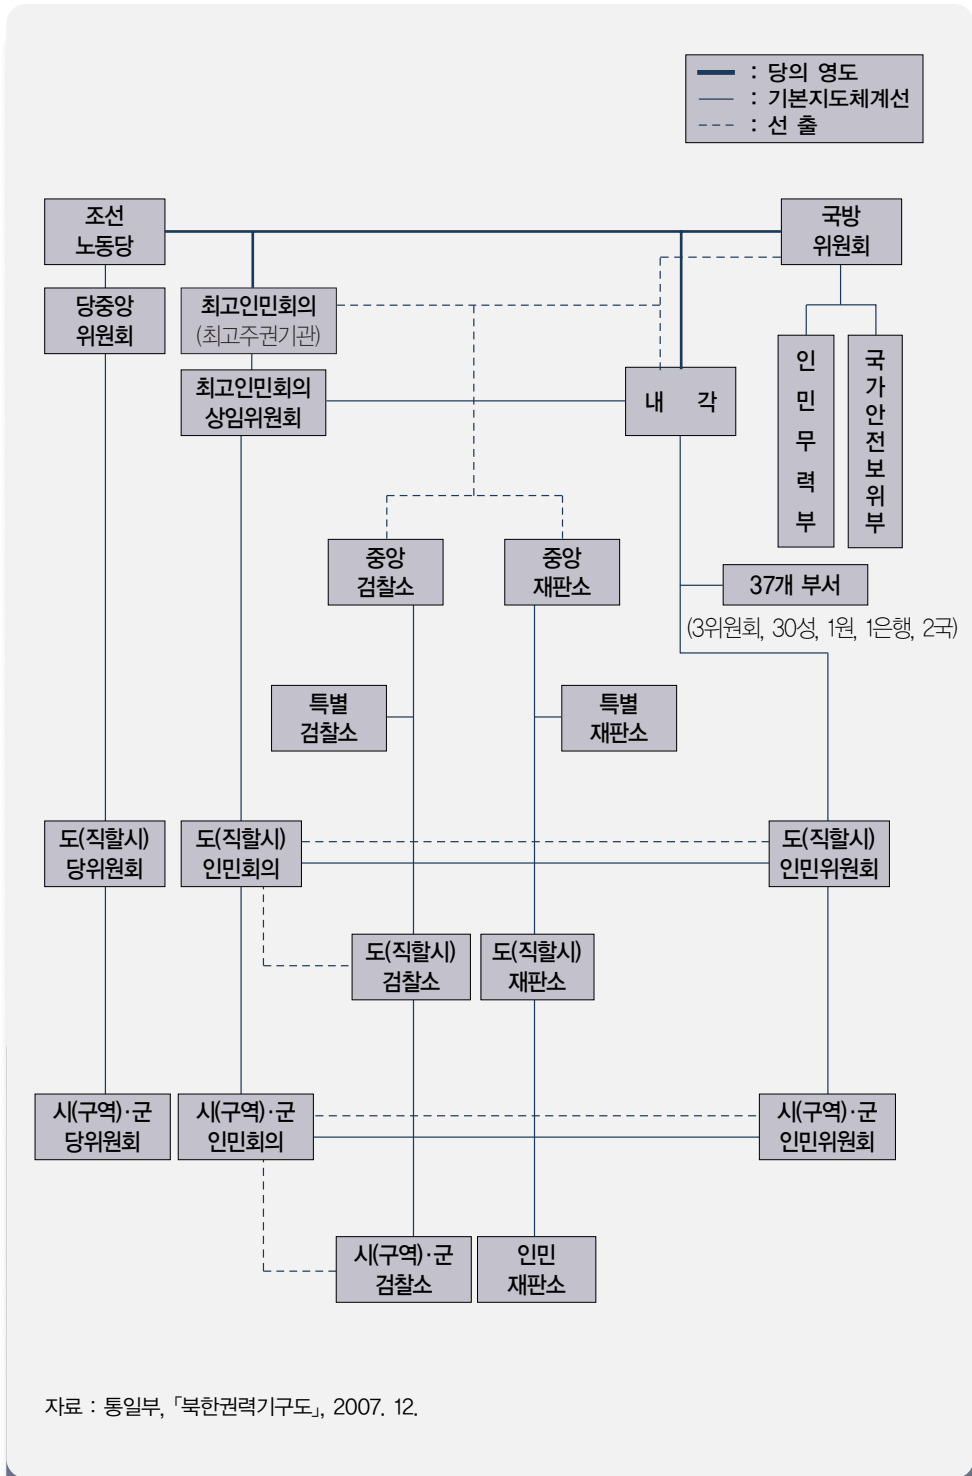 : 당의 영도
: 기본지도체계선
: 선 출
조선
노동당
국방
위원회
당중앙
위원회
최고인민회의
(최고주권기관)
최고인민회의
상임위원회
내 각
인
민
무
력
부
국
가
안
전
보
위
부
중앙
검찰소
중앙
재판소
37개 부서
(3위원회, 30성, 1원, 1은행, 2국)
특별
검찰소
특별
재판소
도(직할시)
당위원회
도(직할시)
인민회의
도(직할시)
인민위원회
도(직할시)
검찰소
도(직할시)
재판소
시(구역)·군
당위원회
시(구역)·군
인민회의
시(구역)·군
인민위원회
시(구역)·군
검찰소
인민
재판소
자료 : 통일부, 「북한권력기구도」, 2007. 12.